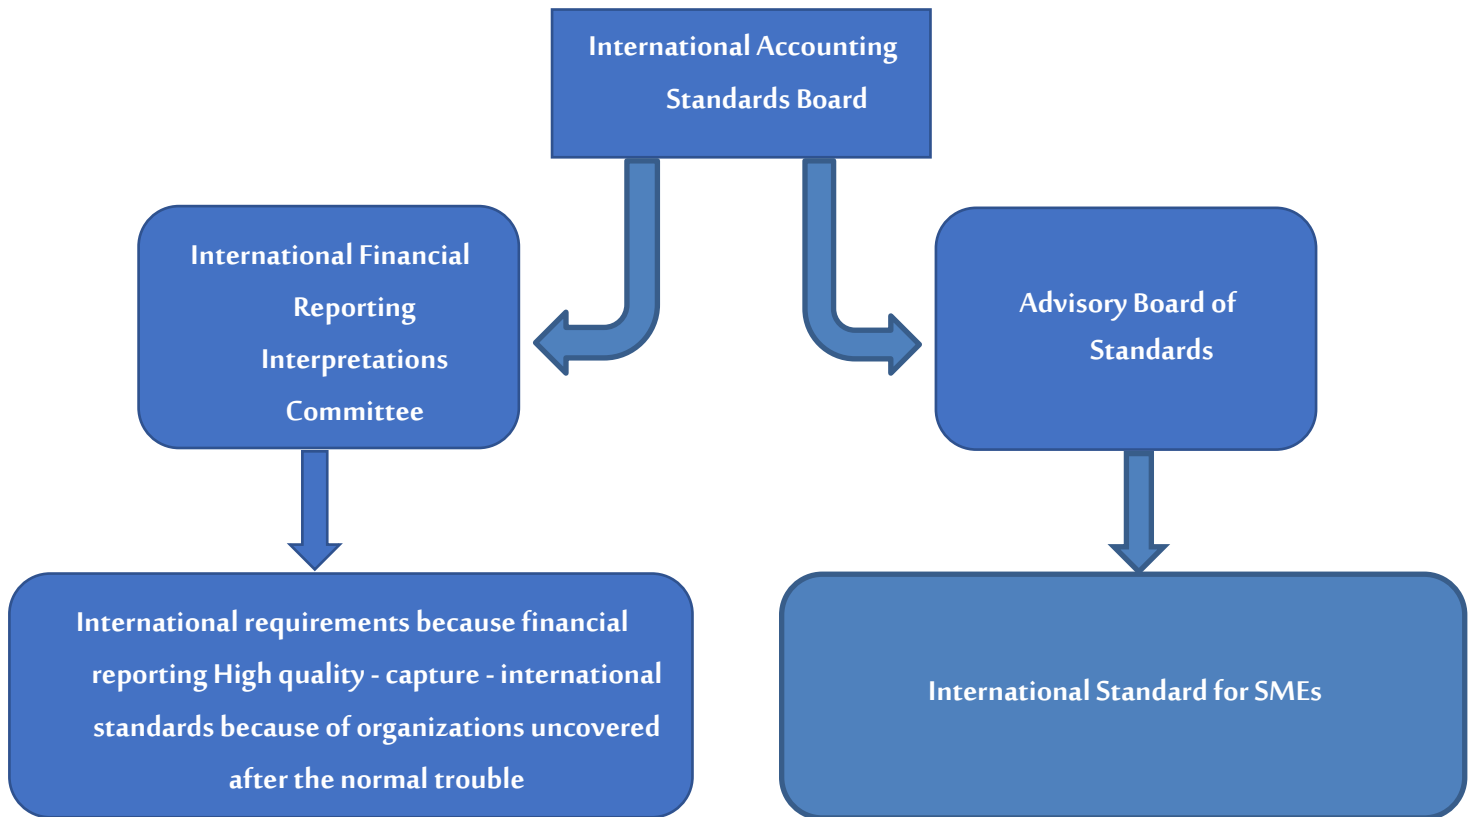 International Accounting
Standards Board
International Financial
Reporting
Interpretations
Committee
Advisory Board of
Standards
International requirements because financial
reporting High quality - capture - international
standards because of organizations uncovered
after the normal trouble
International Standard for SMEs